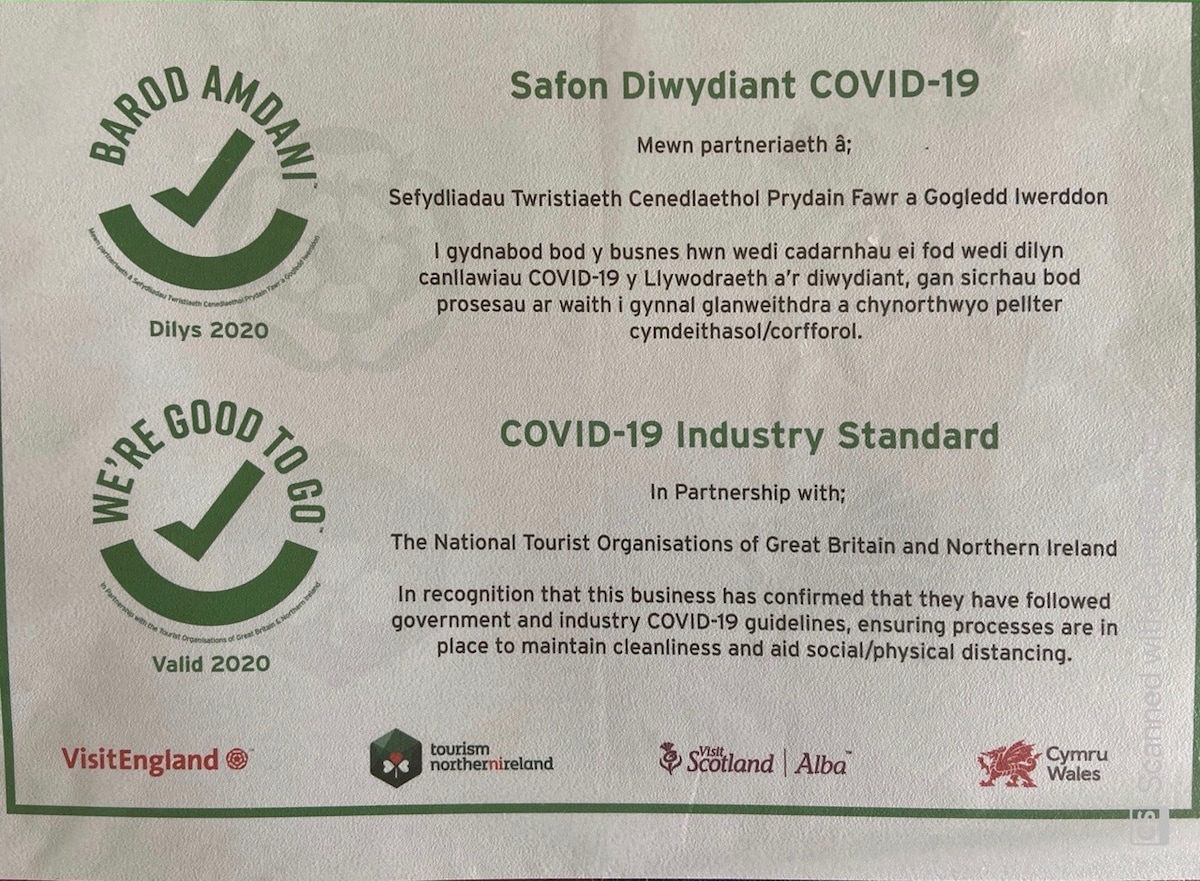 BAROD AMDANI™
Mewn partneriaeth â Sefydliadau Twristiaeth Cenedlaethol Prydain Fawr a Gogledd Iwerddon
Dilys 2020
Safon Diwydiant COVID-19
Mewn partneriaeth â;
Sefydliadau Twristiaeth Cenedlaethol Prydain Fawr a Gogledd Iwerddon
I gydnabod bod y busnes hwn wedi cadarnhau ei fod wedi dilyn
canllawiau COVID-19 y Llywodraeth a'r diwydiant, gan sicrhau bod
prosesau ar waith i gynnal glanweithdra a chynorthwyo pellter
cymdeithasol/corfforol.
WE'RE GOOD TO GO™
In Partnership with the Tourist Organisations of Great Britain & Northern Ireland
Valid 2020
COVID-19 Industry Standard
In Partnership with;
The National Tourist Organisations of Great Britain and Northern Ireland
In recognition that this business has confirmed that they have followed
government and industry COVID-19 guidelines, ensuring processes are in
place to maintain cleanliness and aid social/physical distancing.
VisitEngland™
tourism
northernireland
Visit
Scotland | Alba™
Cymru
Wales
CS Scanned with